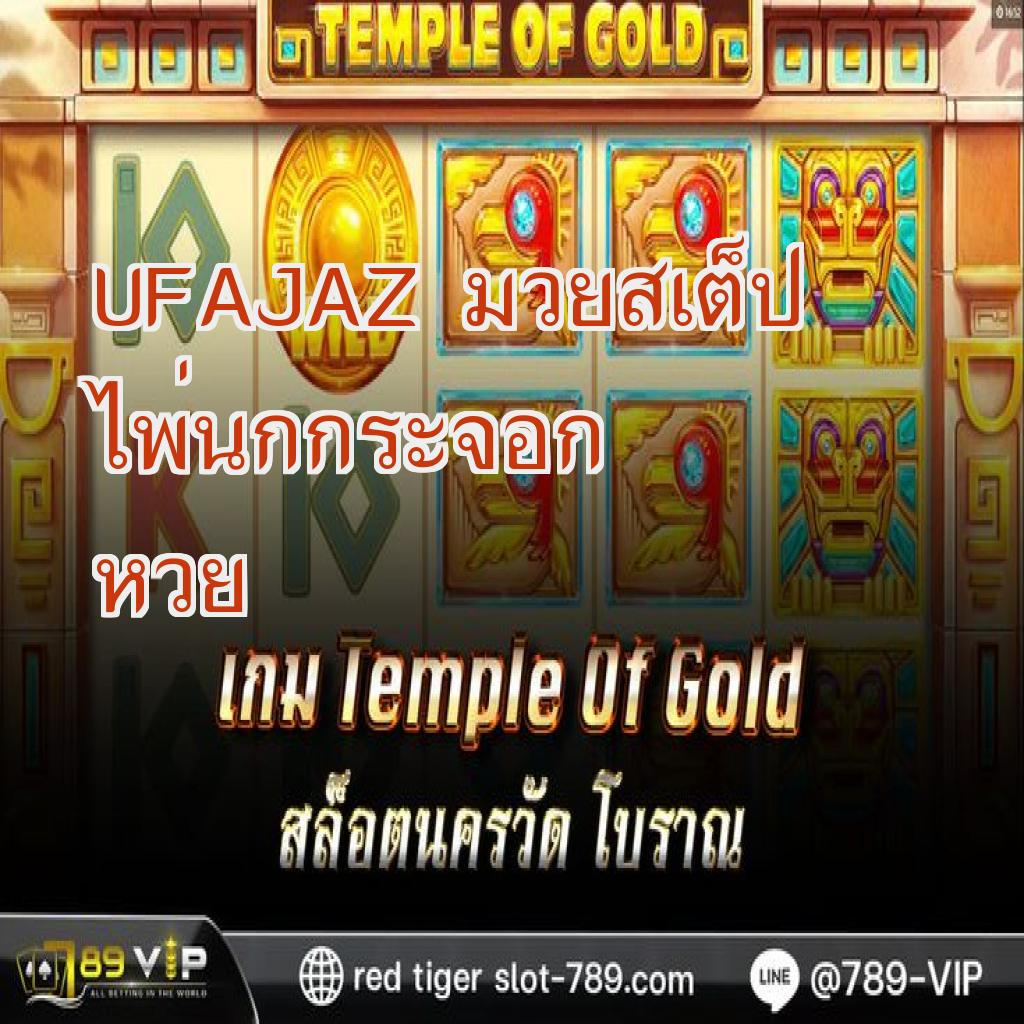 TEMPLE OF GOLD
16:12
WILD
UFAJAZ มวยสเต็ป
ไพ่นกกระจอก
หวย
เกม Temple Of Gold
สล็อตนครวัด โบราณ
789 VIP
ALL BETTING IN THE WORLD
red tiger slot-789.com
LINE @789-VIP